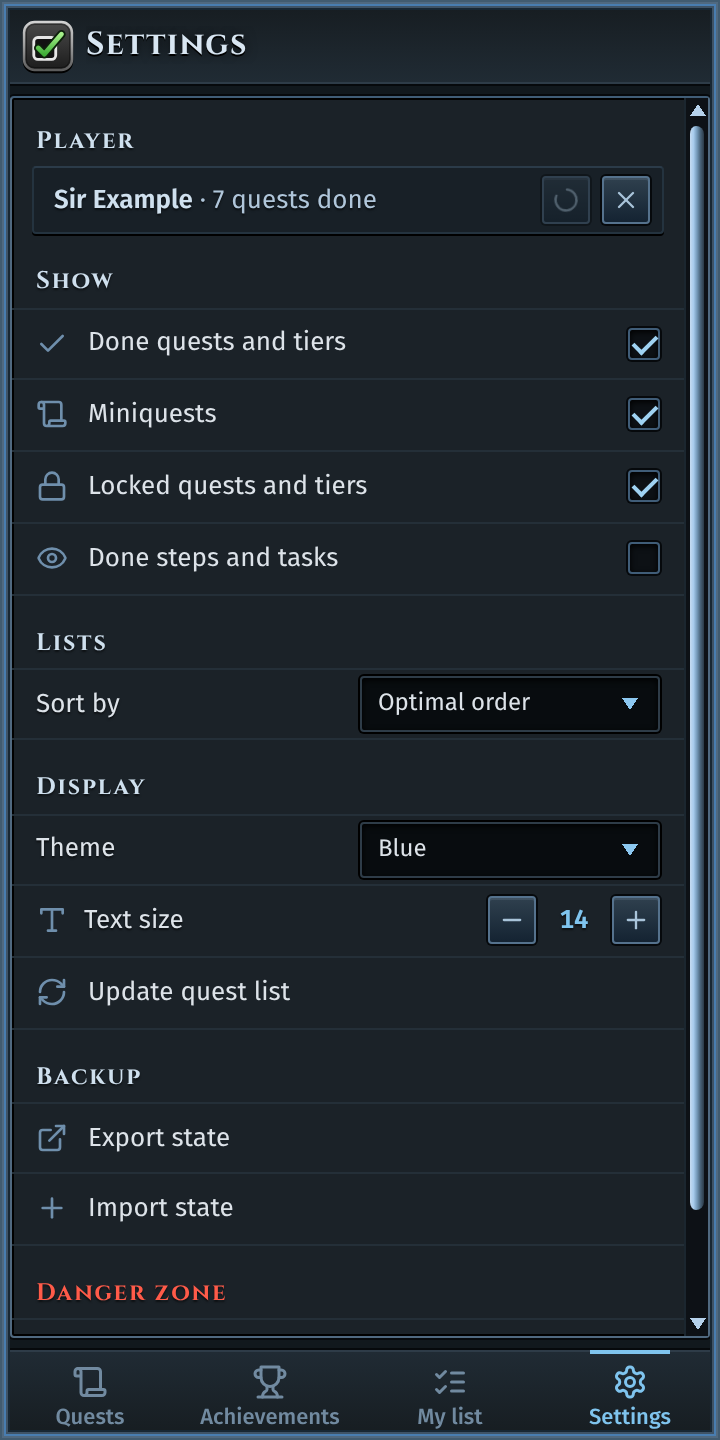 Settings
Player
Sir Example · 7 quests done
Show
Done quests and tiers
Miniquests
Locked quests and tiers
Done steps and tasks
Lists
Sort by Optimal order
Display
Theme Blue
Text size 14
Update quest list
Backup
Export state
Import state
Danger zone
Quests Achievements My list Settings